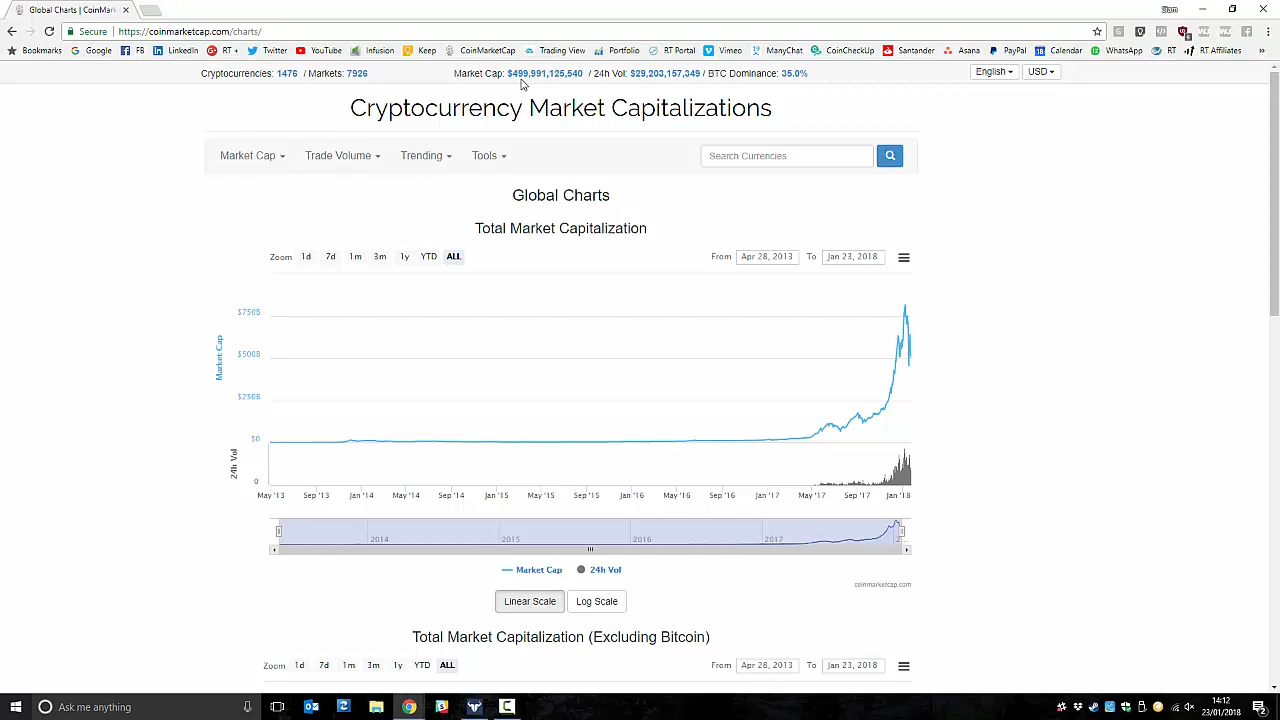 Global Charts | CoinMark
Sam
Secure
https://coinmarketcap.com/charts/
Bookmarks Google FB LinkedIn RT + Twitter YouTube Infusion Keep CoinMarketCap Trading View Portfolio RT Portal Vimeo ManyChat CoinCheckUp Santander Asana PayPal Calendar WhatsApp RT RT Affiliates
Cryptocurrencies: 1476 / Markets: 7926
Market Cap: $499,991,125,540 / 24h Vol: $29,203,157,349 / BTC Dominance: 35.0%
English USD
Cryptocurrency Market Capitalizations
Market Cap Trade Volume Trending Tools
Search Currencies
Global Charts
Total Market Capitalization
Zoom 1d 7d 1m 3m 1y YTD ALL
From Apr 28, 2013 To Jan 23, 2018
$750B
$500B
$250B
$0
Market Cap
24h Vol
0
May '13 Sep '13 Jan '14 May '14 Sep '14 Jan '15 May '15 Sep '15 Jan '16 May '16 Sep '16 Jan '17 May '17 Sep '17 Jan '18
2014 2015 2016 2017
Market Cap 24h Vol
coinmarketcap.com
Linear Scale Log Scale
Total Market Capitalization (Excluding Bitcoin)
Zoom 1d 7d 1m 3m 1y YTD ALL
From Apr 28, 2013 To Jan 23, 2018
Ask me anything
14:12
23/01/2018